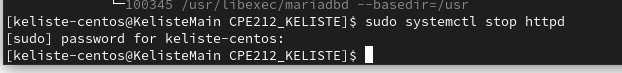 └─100345 /usr/libexec/mariadbd --basedir=/usr
[keliste-centos@KelisteMain CPE212_KELISTE]$ sudo systemctl stop httpd
[sudo] password for keliste-centos:
[keliste-centos@KelisteMain CPE212_KELISTE]$